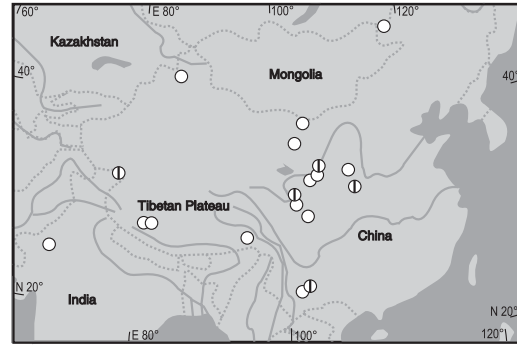 60° E 80° 100° 120°
Kazakhstan
Mongolia
40° 40°
Tibetan Plateau
China
N 20° India N 20°
E 80° 100° 120°